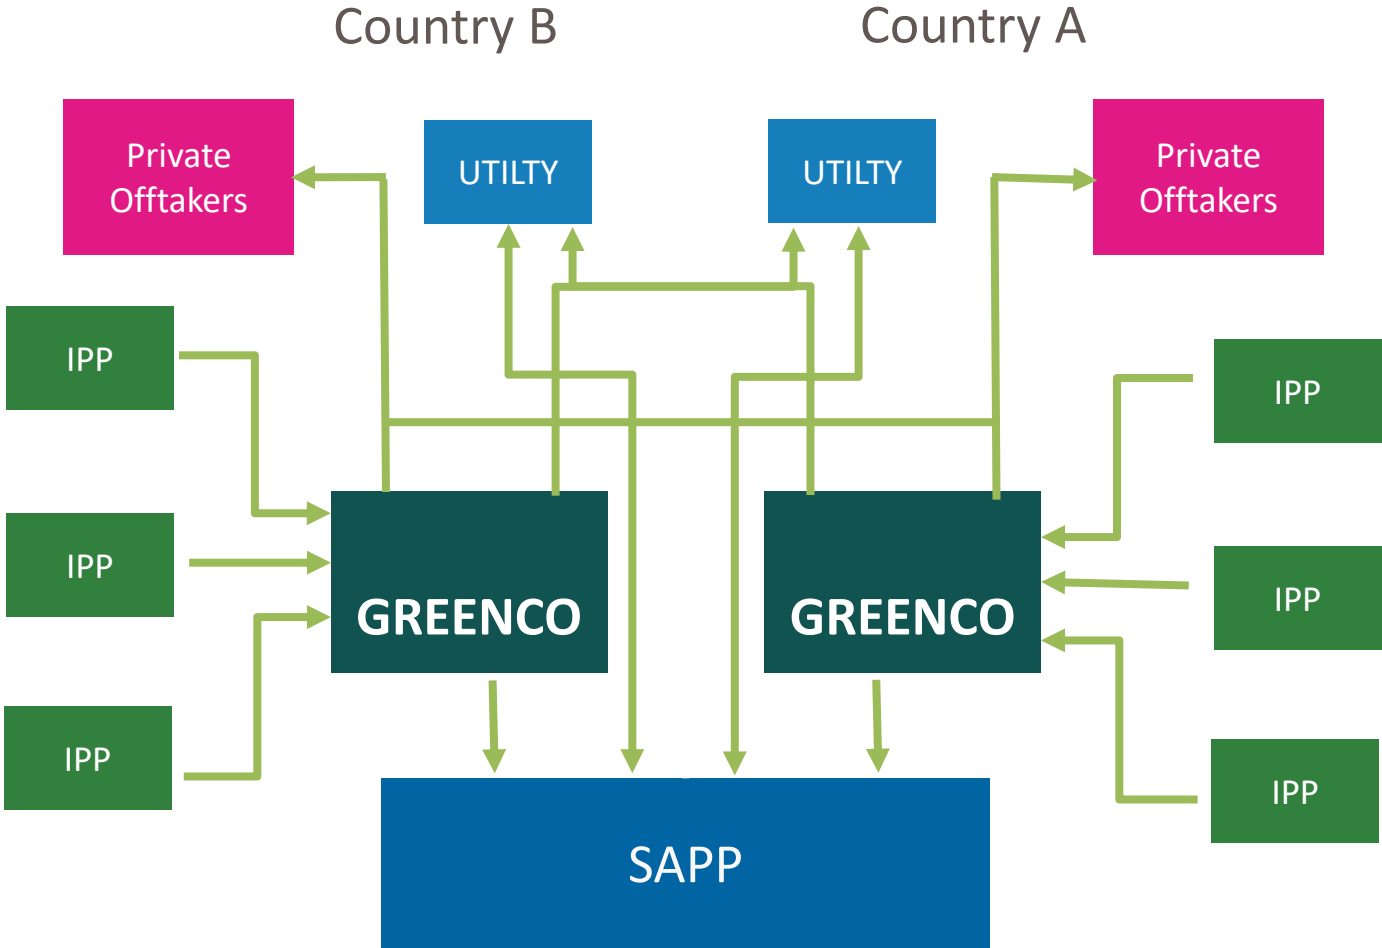 Country B
Country A
Private
Offtakers
UTILTY
UTILTY
Private
Offtakers
IPP
IPP
IPP
IPP
GREENCO
GREENCO
IPP
IPP
SAPP